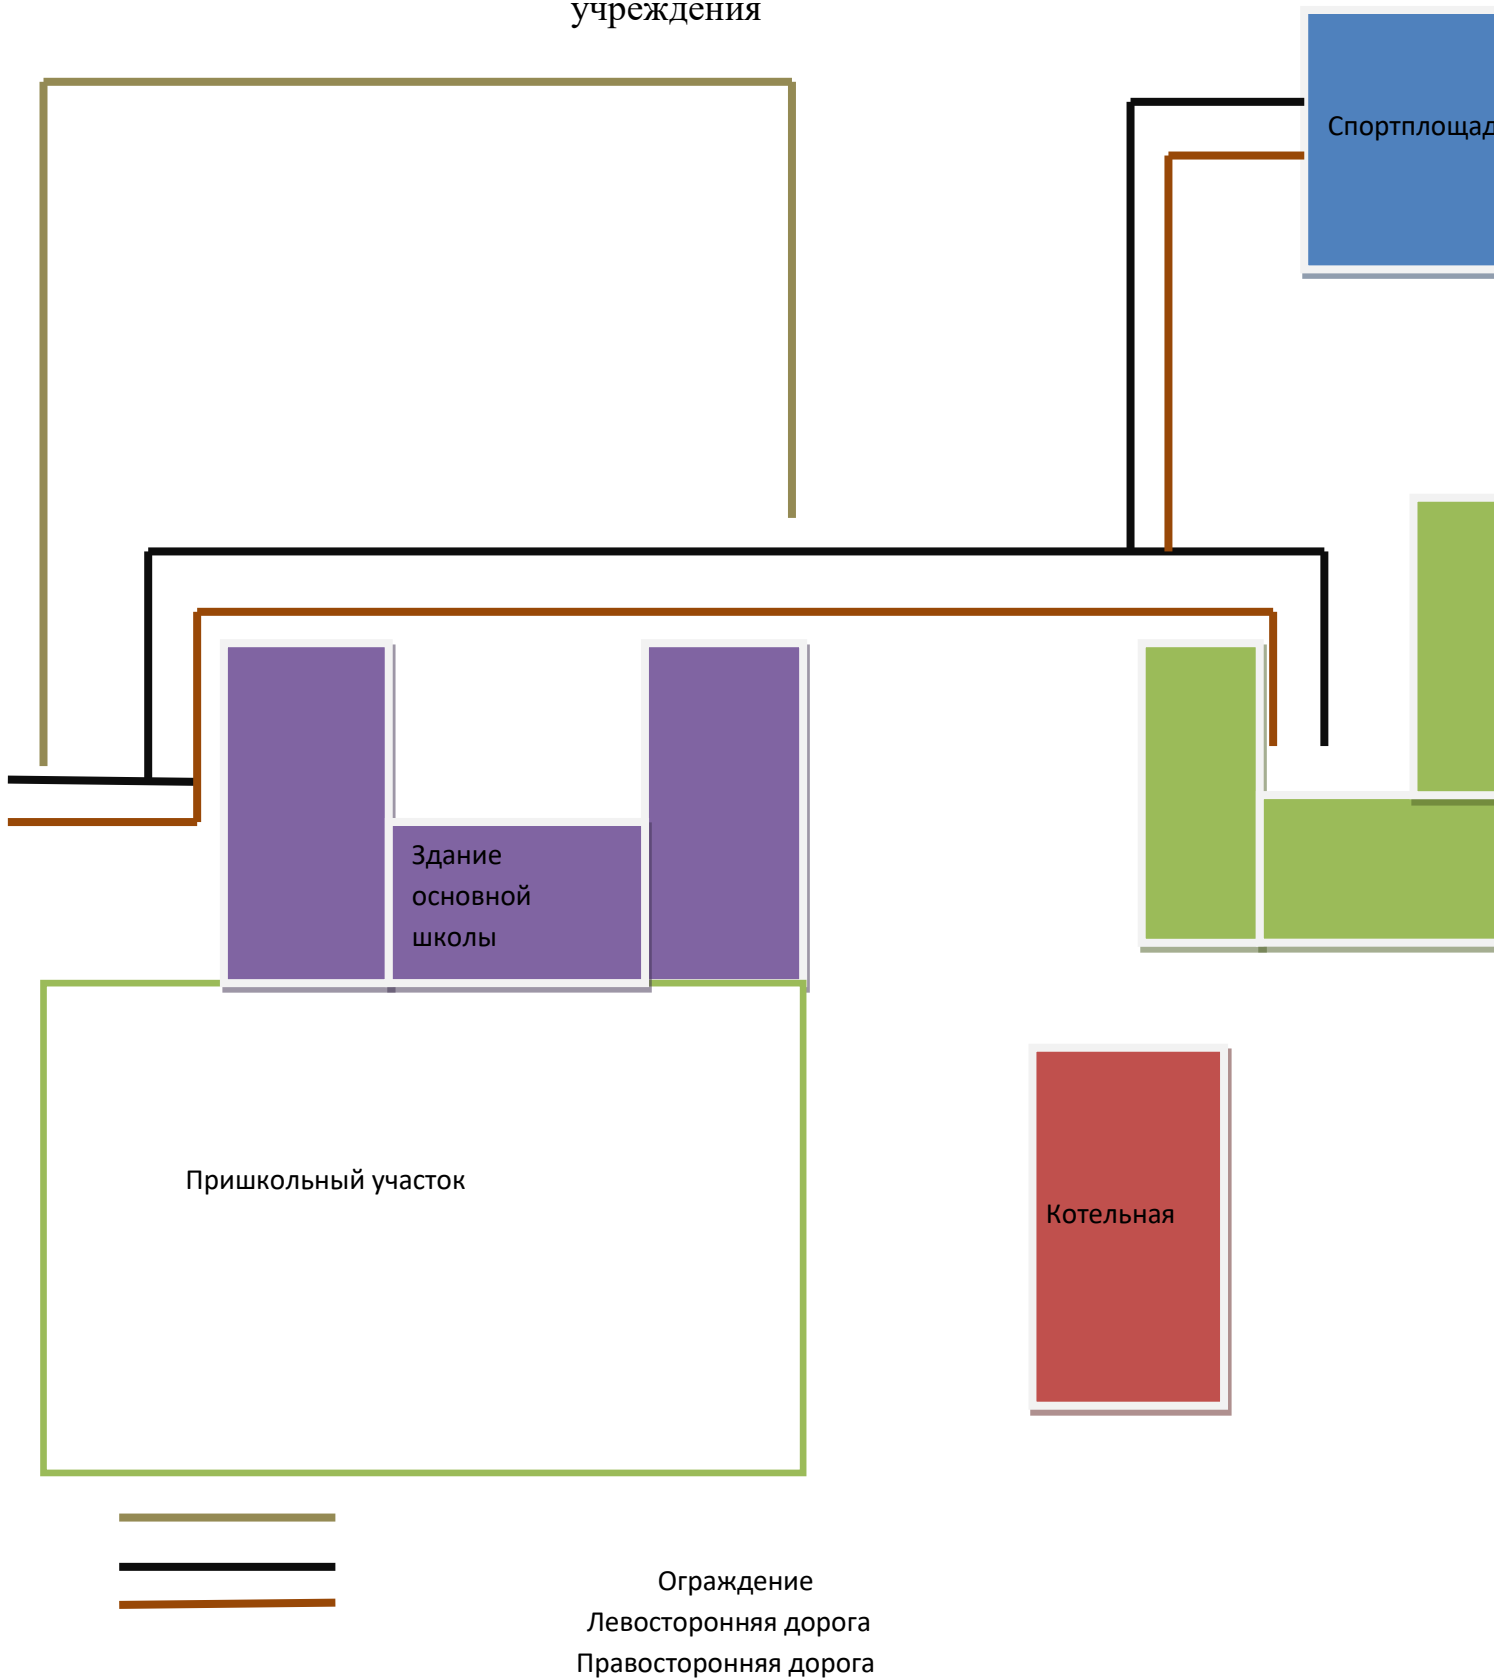 учреждения
Спортплощад
Здание
основной
школы
Пришкольный участок
Котельная
Ограждение
Левосторонняя дорога
Правосторонняя дорога